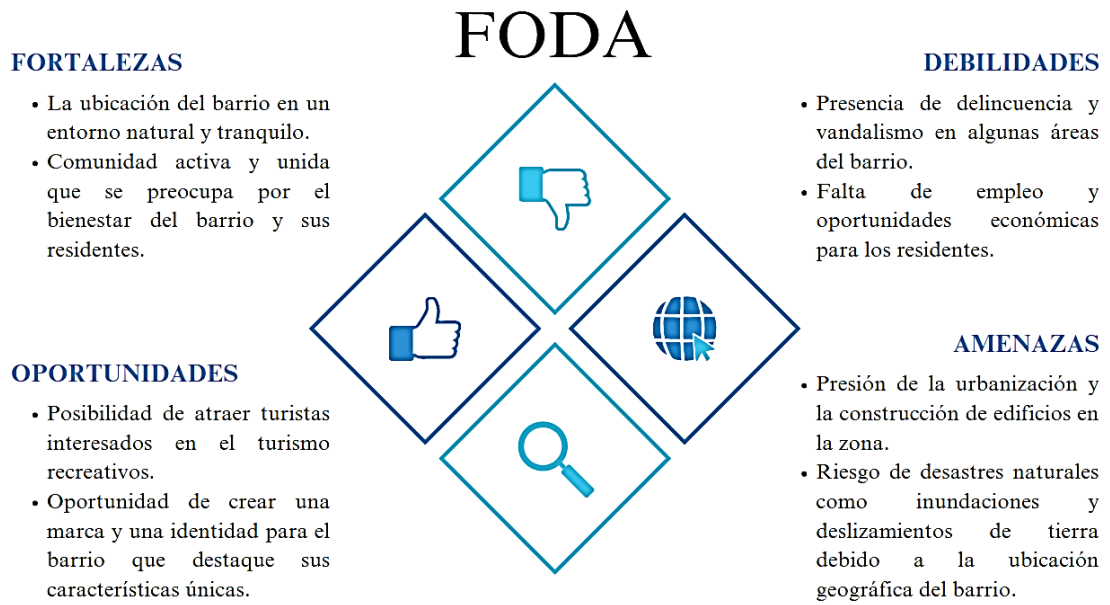 FODA
FORTALEZAS
• La ubicación del barrio en un
entorno natural y tranquilo.
• Comunidad activa y unida
que se preocupa por el
bienestar del barrio y sus
residentes.
DEBILIDADES
• Presencia de delincuencia y
vandalismo en algunas áreas
del barrio.
• Falta de empleo y
oportunidades económicas
para los residentes.
OPORTUNIDADES
• Posibilidad de atraer turistas
interesados en el turismo
recreativos.
• Oportunidad de crear una
marca y una identidad para el
barrio que destaque sus
características únicas.
AMENAZAS
• Presión de la urbanización y
la construcción de edificios en
la zona.
• Riesgo de desastres naturales
como inundaciones y
deslizamientos de tierra
debido a la ubicación
geográfica del barrio.